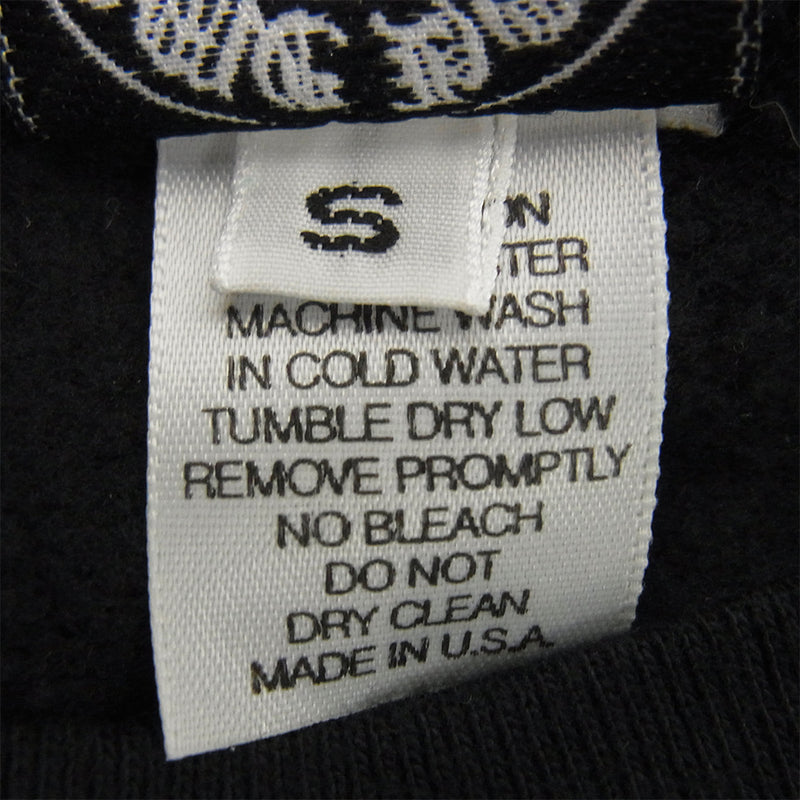 S
MACHINE WASH
IN COLD WATER
TUMBLE DRY LOW
REMOVE PROMPTLY
NO BLEACH
DO NOT
DRY CLEAN
MADE IN U.S.A.